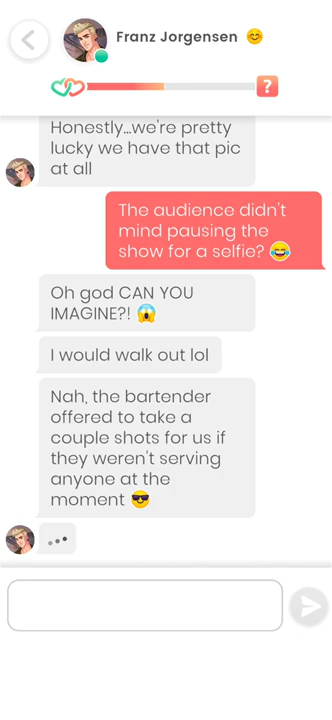 Franz Jorgensen 😊
?
Honestly...we're pretty
lucky we have that pic
at all
The audience didn't
mind pausing the
show for a selfie? 😂
Oh god CAN YOU
IMAGINE?! 😱
I would walk out lol
Nah, the bartender
offered to take a
couple shots for us if
they weren't serving
anyone at the
moment 😎